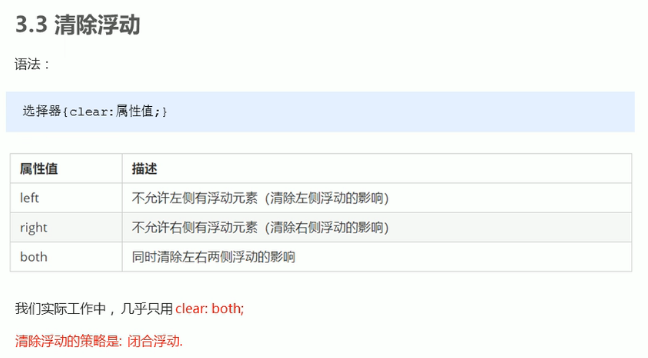 3.3 清除浮动
语法：
选择器{clear:属性值;}
属性值 描述
left 不允许左侧有浮动元素（清除左侧浮动的影响）
right 不允许右侧有浮动元素（清除右侧浮动的影响）
both 同时清除左右两侧浮动的影响
我们实际工作中，几乎只用 clear: both;
清除浮动的策略是: 闭合浮动.